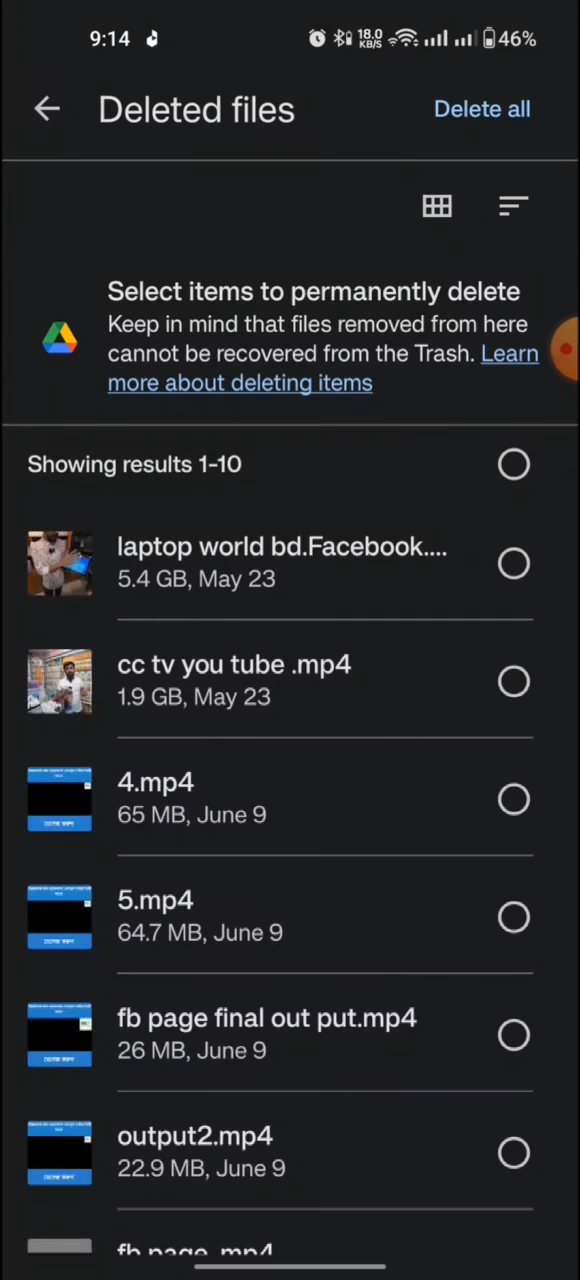 9:14
18.0 KB/S
46%
Deleted files
Delete all
Select items to permanently delete
Keep in mind that files removed from here
cannot be recovered from the Trash. Learn
more about deleting items
Showing results 1-10
laptop world bd.Facebook....
5.4 GB, May 23
cc tv you tube .mp4
1.9 GB, May 23
4.mp4
65 MB, June 9
5.mp4
64.7 MB, June 9
fb page final out put.mp4
26 MB, June 9
output2.mp4
22.9 MB, June 9
fb page .mp4